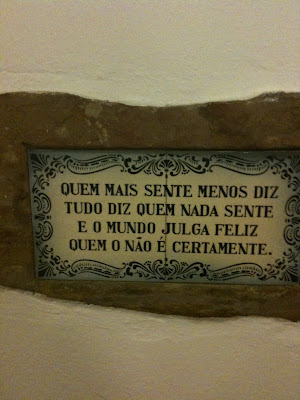 QUEM MAIS SENTE MENOS DIZ
TUDO DIZ QUEM NADA SENTE
E O MUNDO JULGA FELIZ
QUEM O NÃO É CERTAMENTE.